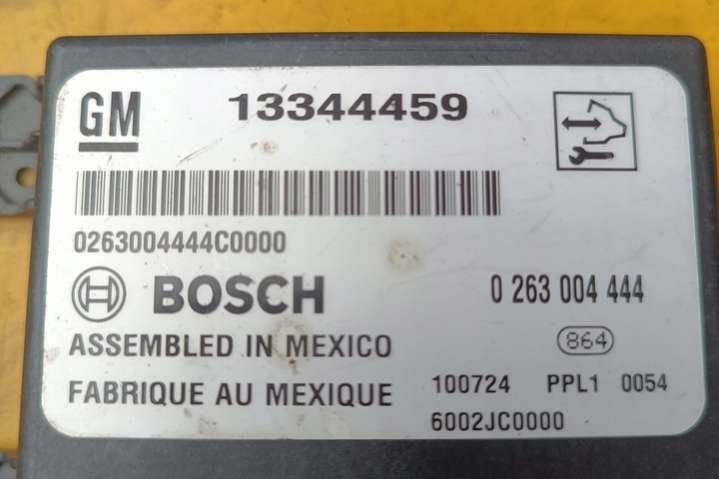 GM 13344459
0263004444C0000
BOSCH 0 263 004 444
ASSEMBLED IN MEXICO 864
FABRIQUE AU MEXIQUE 100724 PPL1 0054
6002JC0000